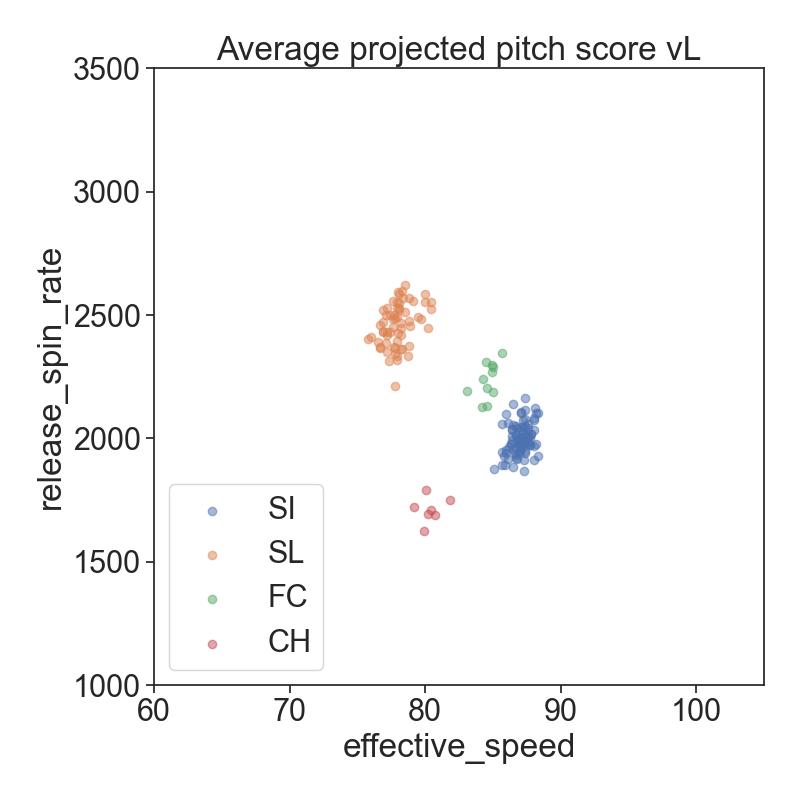 Average projected pitch score vL
release_spin_rate
3500
3000
2500
2000
1500
1000
SI
SL
FC
CH
60 70 80 90 100
effective_speed